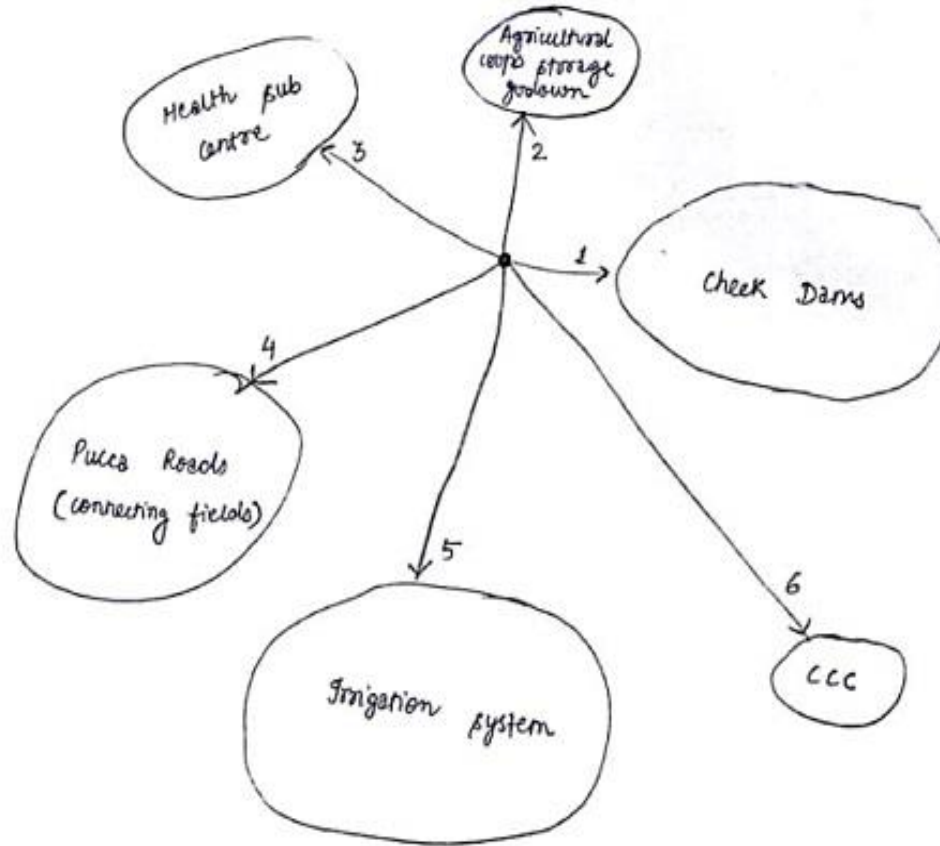 Agricultural
crops storage
godown
2
Health sub
centre
3
1
Check Dams
4
Pucca Roads
(connecting fields)
5
Irrigation
system
6
CCC